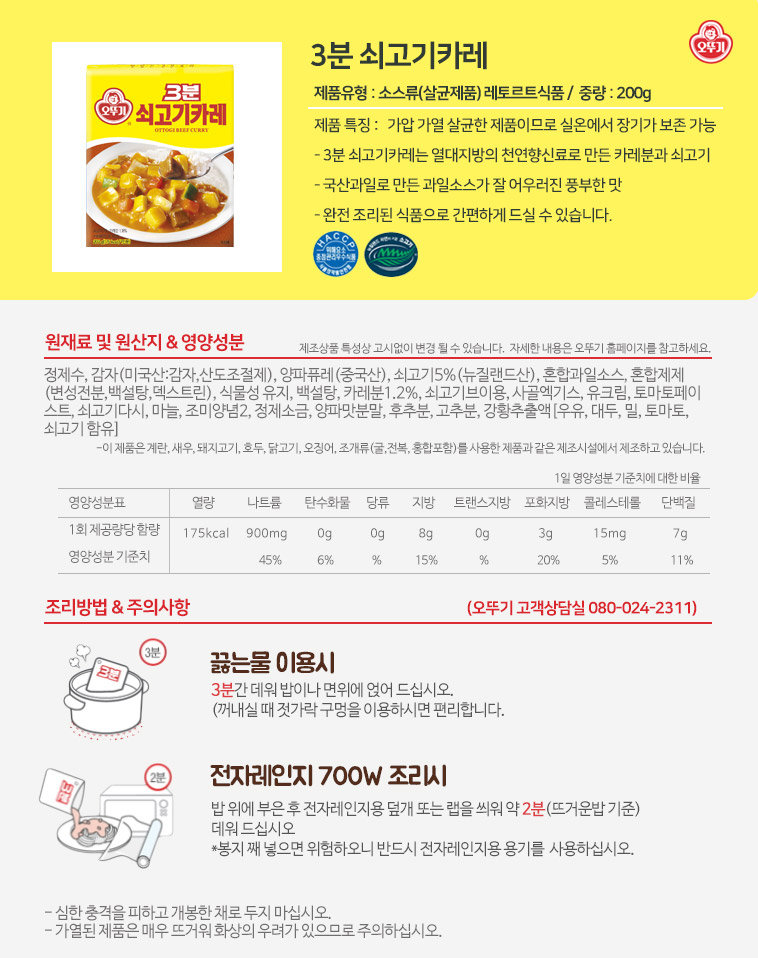 3분 쇠고기카레
오뚜기
제품유형 : 소스류(살균제품) 레토르트식품 / 중량 : 200g
오뚜기
3분
쇠고기카레
OTTOGI BEEF CURRY
제품 특징 : 가압 가열 살균한 제품이므로 실온에서 장기가 보존 가능
- 3분 쇠고기카레는 열대지방의 천연향신료로 만든 카레분과 쇠고기
- 국산과일로 만든 과일소스가 잘 어우러진 풍부한 맛
- 완전 조리된 식품으로 간편하게 드실 수 있습니다.
HACCP
위해요소
중점관리우수식품
원재료 및 원산지 & 영양성분
제조상품 특성상 고시없이 변경 될 수 있습니다. 자세한 내용은 오뚜기 홈페이지를 참고하세요.
정제수, 감자(미국산:감자,산도조절제), 양파퓨레(중국산), 쇠고기5%(뉴질랜드산), 혼합과일소스, 혼합제제
(변성전분,백설탕,덱스트린), 식물성 유지, 백설탕, 카레분1.2%, 쇠고기브이용, 사골엑기스, 유크림, 토마토페이
스트, 쇠고기다시, 마늘, 조미양념2, 정제소금, 양파맛분말, 후추분, 고추분, 강황추출액 [우유, 대두, 밀, 토마토,
쇠고기 함유]
-이 제품은 계란, 새우, 돼지고기, 호두, 닭고기, 오징어, 조개류(굴,전복, 홍합포함)를 사용한 제품과 같은 제조시설에서 제조하고 있습니다.
1일 영양성분 기준치에 대한 비율
영양성분표 열량 나트륨 탄수화물 당류 지방 트랜스지방 포화지방 콜레스테롤 단백질
1회 제공량당 함량 175kcal 900mg 0g 0g 8g 0g 3g 15mg 7g
영양성분 기준치 45% 6% % 15% % 20% 5% 11%
조리방법 & 주의사항
(오뚜기 고객상담실 080-024-2311)
3분
3분
끓는물 이용시
3분간 데워 밥이나 면위에 얹어 드십시오.
(꺼내실 때 젓가락 구멍을 이용하시면 편리합니다.
2분
3분
전자레인지 700W 조리시
밥 위에 부은 후 전자레인지용 덮개 또는 랩을 씌워 약 2분(뜨거운밥 기준)
데워 드십시오
*봉지 째 넣으면 위험하오니 반드시 전자레인지용 용기를 사용하십시오.
- 심한 충격을 피하고 개봉한 채로 두지 마십시오.
- 가열된 제품은 매우 뜨거워 화상의 우려가 있으므로 주의하십시오.